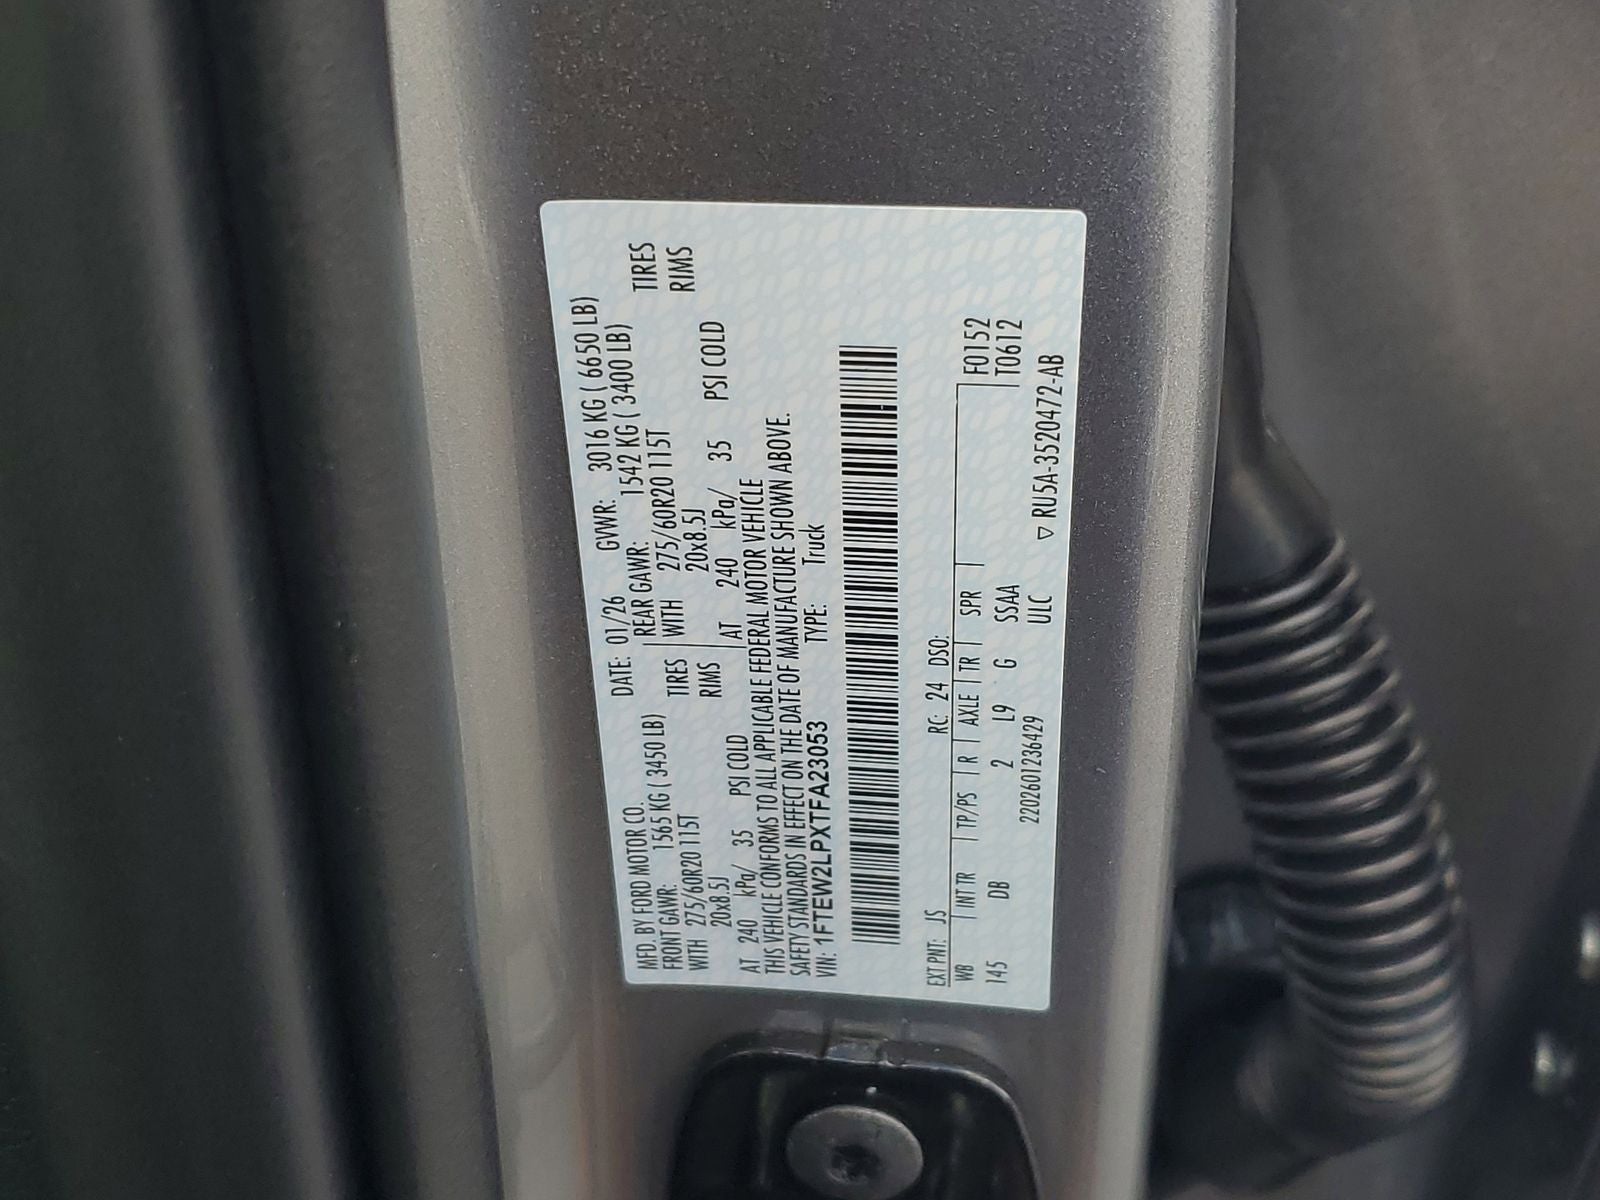 MFD. BY FORD MOTOR CO.
DATE: 01/26 GVWR: 3016 KG ( 6650 LB)
FRONT GAWR: 1565 KG ( 3450 LB) REAR GAWR: 1542 KG ( 3400 LB)
WITH 275/60R20 115T TIRES WITH 275/60R20 115T TIRES
20x8.5J RIMS 20x8.5J RIMS
AT 240 kPa/ 35 PSI COLD AT 240 kPa/ 35 PSI COLD
THIS VEHICLE CONFORMS TO ALL APPLICABLE FEDERAL MOTOR VEHICLE
SAFETY STANDARDS IN EFFECT ON THE DATE OF MANUFACTURE SHOWN ABOVE.
VIN: 1FTEW2LPXTFA23053 TYPE: Truck
EXT PNT: JS RC: 24 DSO:
WB INT TR TP/PS R AXLE TR SPR F0152
145 DB 2 L9 G SSAA T0612
2202601236429 ULC ▽ RU5A-3520472-AB